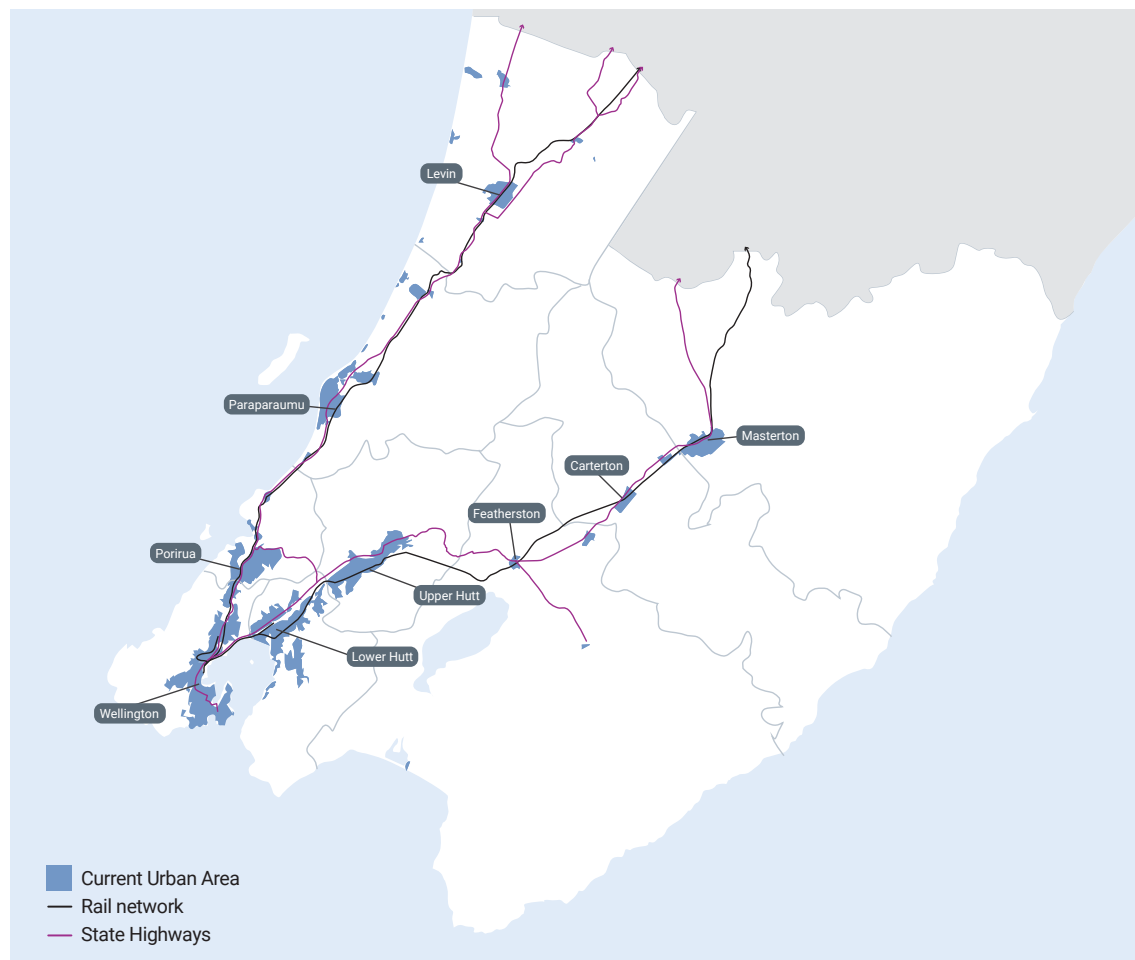 Levin
Paraparaumu
Masterton
Carterton
Featherston
Porirua
Upper Hutt
Lower Hutt
Wellington
Current Urban Area
Rail network
State Highways